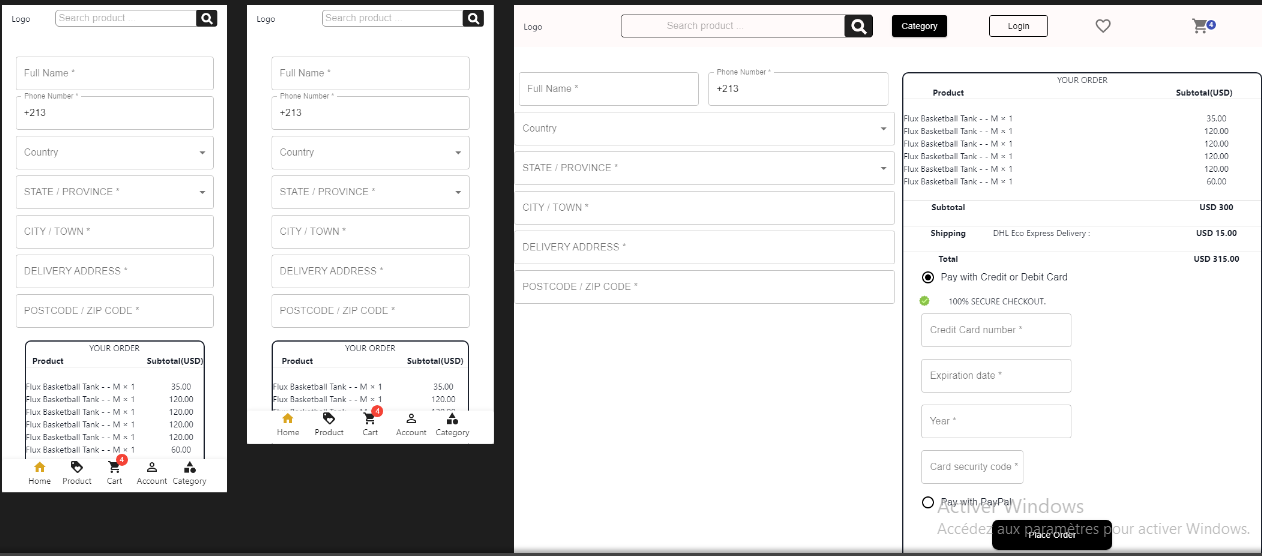 Logo
Search product ...
Full Name *
Phone Number *
+213
Country
STATE / PROVINCE *
CITY / TOWN *
DELIVERY ADDRESS *
POSTCODE / ZIP CODE *
YOUR ORDER
Product Subtotal(USD)
Flux Basketball Tank - - M × 1 35.00
Flux Basketball Tank - - M × 1 120.00
Flux Basketball Tank - - M × 1 120.00
Flux Basketball Tank - - M × 1 120.00
Flux Basketball Tank - - M × 1 120.00
Flux Basketball Tank - - M × 1 60.00
4
Home Product Cart Account Category
Logo
Search product ...
Full Name *
Phone Number *
+213
Country
STATE / PROVINCE *
CITY / TOWN *
DELIVERY ADDRESS *
POSTCODE / ZIP CODE *
YOUR ORDER
Product Subtotal(USD)
Flux Basketball Tank - - M × 1 35.00
Flux Basketball Tank - - M × 1 120.00
4
Home Product Cart Account Category
Logo
Search product ...
Category
Login
4
Full Name *
Phone Number *
+213
Country
STATE / PROVINCE *
CITY / TOWN *
DELIVERY ADDRESS *
POSTCODE / ZIP CODE *
YOUR ORDER
Product Subtotal(USD)
Flux Basketball Tank - - M × 1 35.00
Flux Basketball Tank - - M × 1 120.00
Flux Basketball Tank - - M × 1 120.00
Flux Basketball Tank - - M × 1 120.00
Flux Basketball Tank - - M × 1 120.00
Flux Basketball Tank - - M × 1 60.00
Subtotal USD 300
Shipping DHL Eco Express Delivery : USD 15.00
Total USD 315.00
Pay with Credit or Debit Card
100% SECURE CHECKOUT.
Credit Card number *
Expiration date *
Year *
Card security code *
Pay with PayPal
Activer Windows
Accédez aux paramètres pour activer Windows.
Place Order